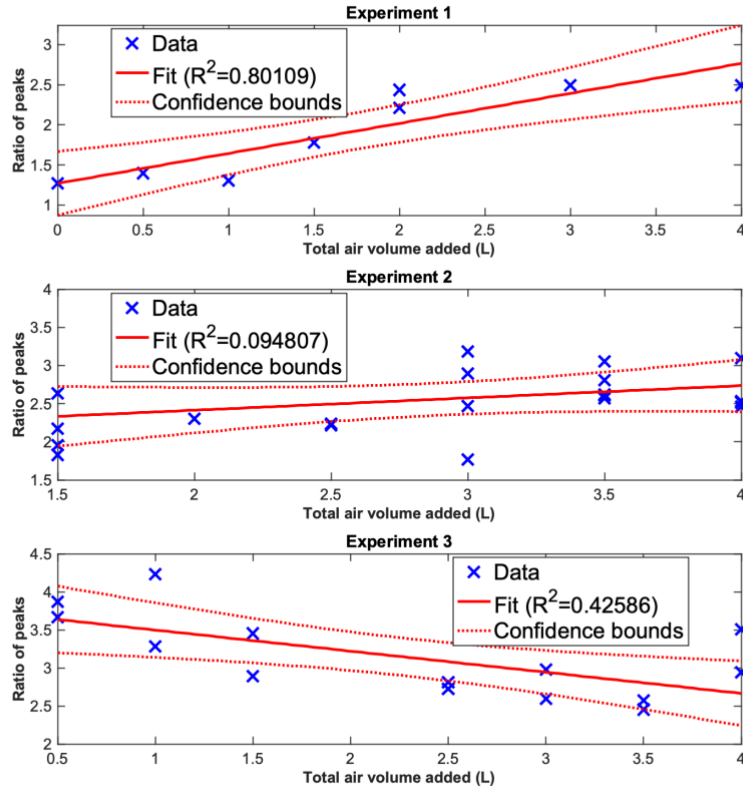 Experiment 1
Ratio of peaks
3
2.5
2
1.5
1
Data
Fit (R²=0.80109)
Confidence bounds
0 0.5 1 1.5 2 2.5 3 3.5 4
Total air volume added (L)
Experiment 2
Ratio of peaks
4
3.5
3
2.5
2
1.5
Data
Fit (R²=0.094807)
Confidence bounds
1.5 2 2.5 3 3.5 4
Total air volume added (L)
Experiment 3
Ratio of peaks
4.5
4
3.5
3
2.5
2
Data
Fit (R²=0.42586)
Confidence bounds
0.5 1 1.5 2 2.5 3 3.5 4
Total air volume added (L)